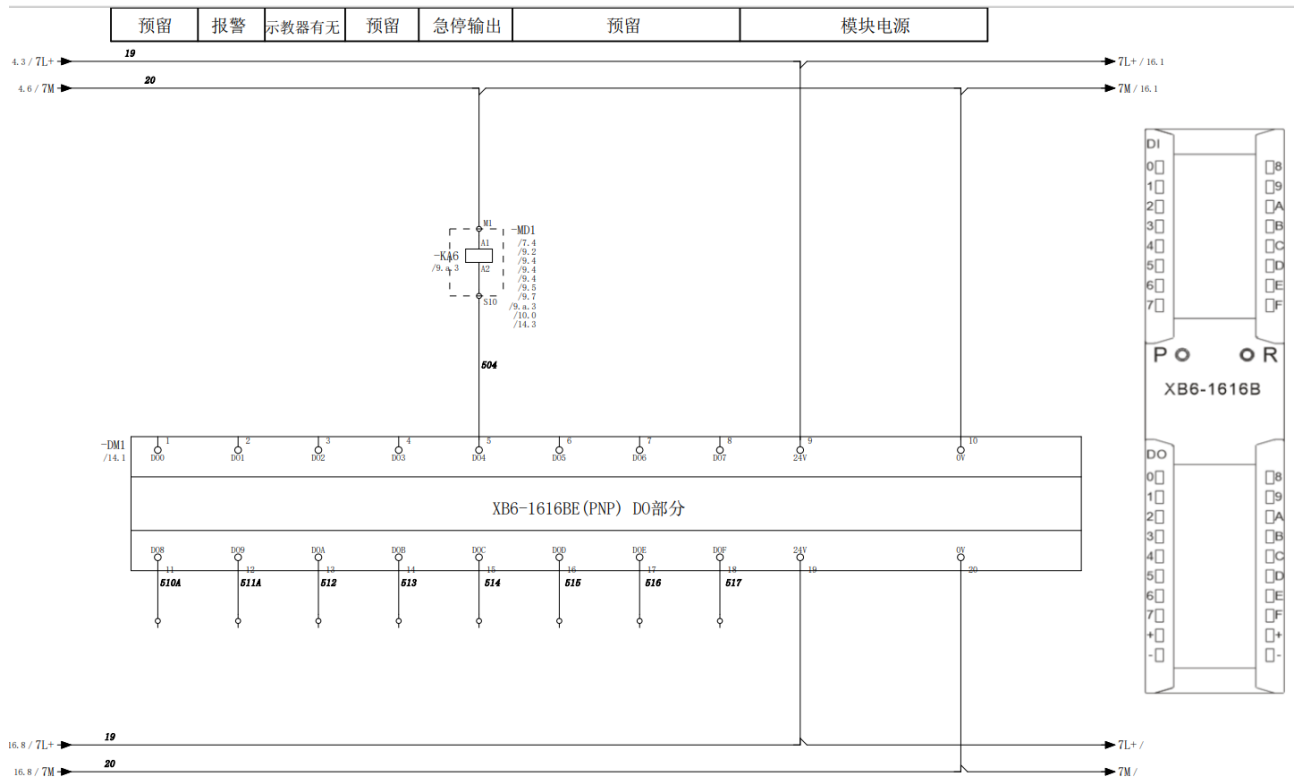 预留 报警 示教器有无 预留 急停输出 预留 模块电源
19
4.3 / 7L+ 7L+ / 16.1
20
4.6 / 7M 7M / 16.1
M1
-MD1
A1
-KA6
/9.a.3
A2
S10
/7.4
/9.2
/9.4
/9.4
/9.4
/9.5
/9.7
/9.a.3
/10.0
/14.3
504
-DM1
/14.1
1 2 3 4 5 6 7 8 9 10
DO0 DO1 DO2 DO3 DO4 DO5 DO6 DO7 24V 0V
XB6-1616BE(PNP) DO部分
DO8 DO9 DOA DOB DOC DOD DOE DOF 24V 0V
11 12 13 14 15 16 17 18 19 20
510A 511A 512 513 514 515 516 517
19
16.8 / 7L+ 7L+ /
20
16.8 / 7M 7M /
DI
0 8
1 9
2 A
3 B
4 C
5 D
6 E
7 F
P R
XB6-1616B
DO
0 8
1 9
2 A
3 B
4 C
5 D
6 E
7 F
+ +
- -